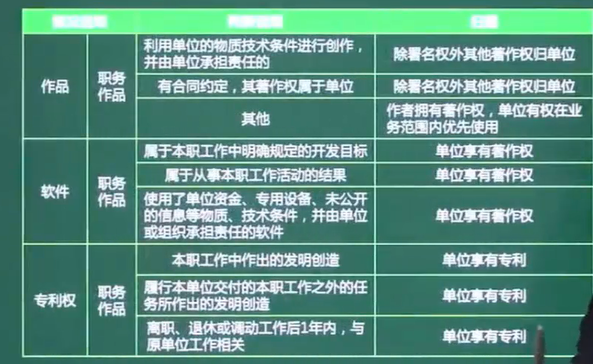 归属
作品
职务
作品
利用单位的物质技术条件进行创作，
并由单位承担责任的
除署名权外其他著作权归单位
有合同约定，其著作权属于单位
除署名权外其他著作权归单位
其他
作者拥有著作权，单位有权在业
务范围内优先使用
软件
职务
作品
属于本职工作中明确规定的开发目标
单位享有著作权
属于从事本职工作活动的结果
单位享有著作权
使用了单位资金、专用设备、未公开
的信息等物质、技术条件，并由单位
或组织承担责任的软件
单位享有著作权
专利权
职务
作品
本职工作中作出的发明创造
单位享有专利
履行本单位交付的本职工作之外的任
务所作出的发明创造
单位享有专利
离职、退休或调动工作后1年内，与
原单位工作相关
单位享有专利